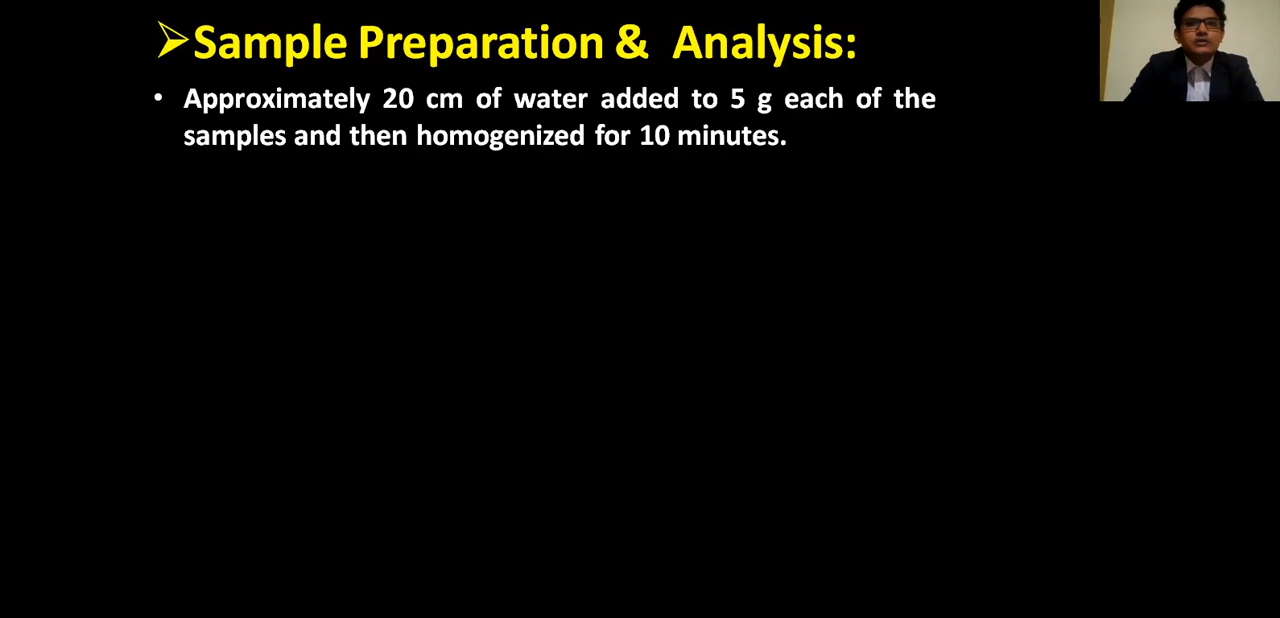 ➢Sample Preparation & Analysis:
• Approximately 20 cm of water added to 5 g each of the
samples and then homogenized for 10 minutes.